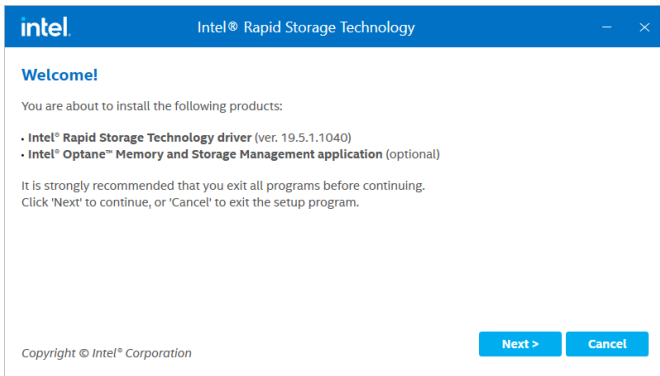 intel.
Intel® Rapid Storage Technology
Welcome!
You are about to install the following products:
• Intel® Rapid Storage Technology driver (ver. 19.5.1.1040)
• Intel® Optane™ Memory and Storage Management application (optional)
It is strongly recommended that you exit all programs before continuing.
Click 'Next' to continue, or 'Cancel' to exit the setup program.
Copyright © Intel® Corporation
Next >
Cancel